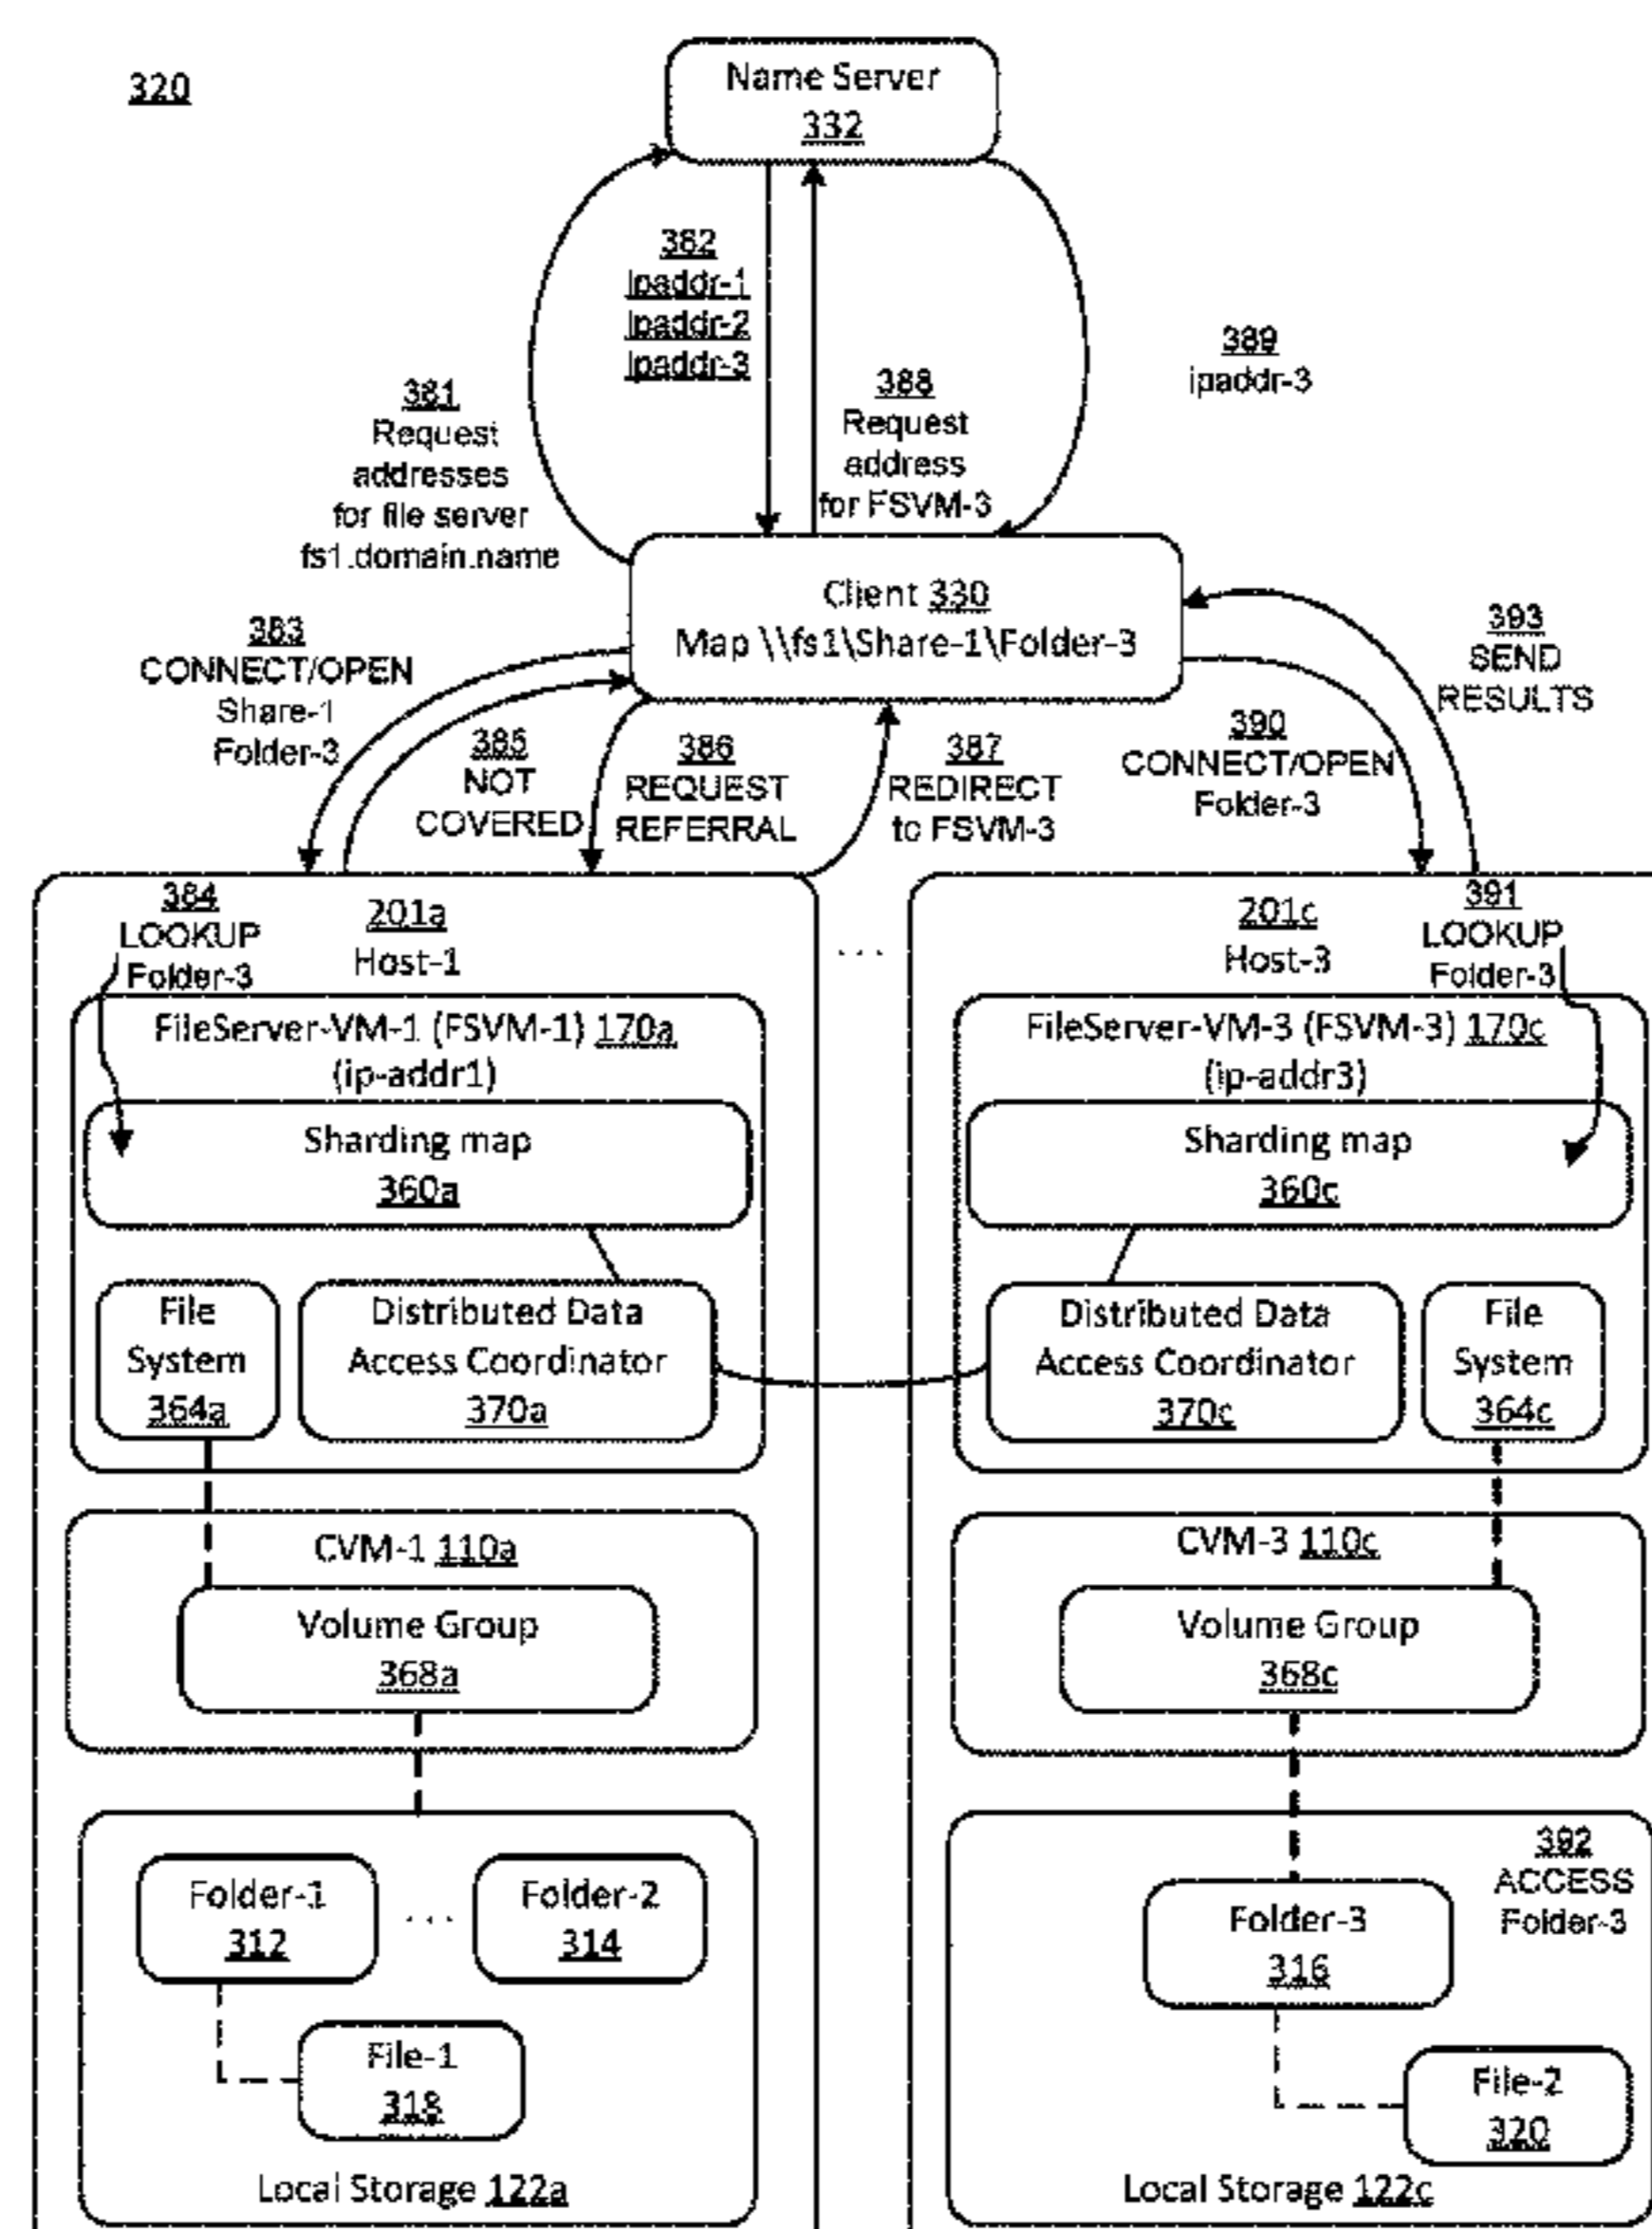 320
Name Server
332
382
ipaddr-1
ipaddr-2
ipaddr-3
389
ipaddr-3
381
Request
addresses
for file server
fs1.domain.name
388
Request
address
for FSVM-3
Client 330
Map \\fs1\Share-1\Folder-3
383
CONNECT/OPEN
Share-1
Folder-3
385
NOT
COVERED
386
REQUEST
REFERRAL
387
REDIRECT
to FSVM-3
390
CONNECT/OPEN
Folder-3
393
SEND
RESULTS
384
LOOKUP
Folder-3
201a
Host-1
FileServer-VM-1 (FSVM-1) 170a
(ip-addr1)
Sharding map
360a
File
System
364a
Distributed Data
Access Coordinator
370a
CVM-1 110a
Volume Group
368a
Folder-1
312
...
Folder-2
314
File-1
318
Local Storage 122a
...
201c
Host-3
391
LOOKUP
Folder-3
FileServer-VM-3 (FSVM-3) 170c
(ip-addr3)
Sharding map
360c
Distributed Data
Access Coordinator
370c
File
System
364c
CVM-3 110c
Volume Group
368c
392
ACCESS
Folder-3
Folder-3
316
File-2
320
Local Storage 122c